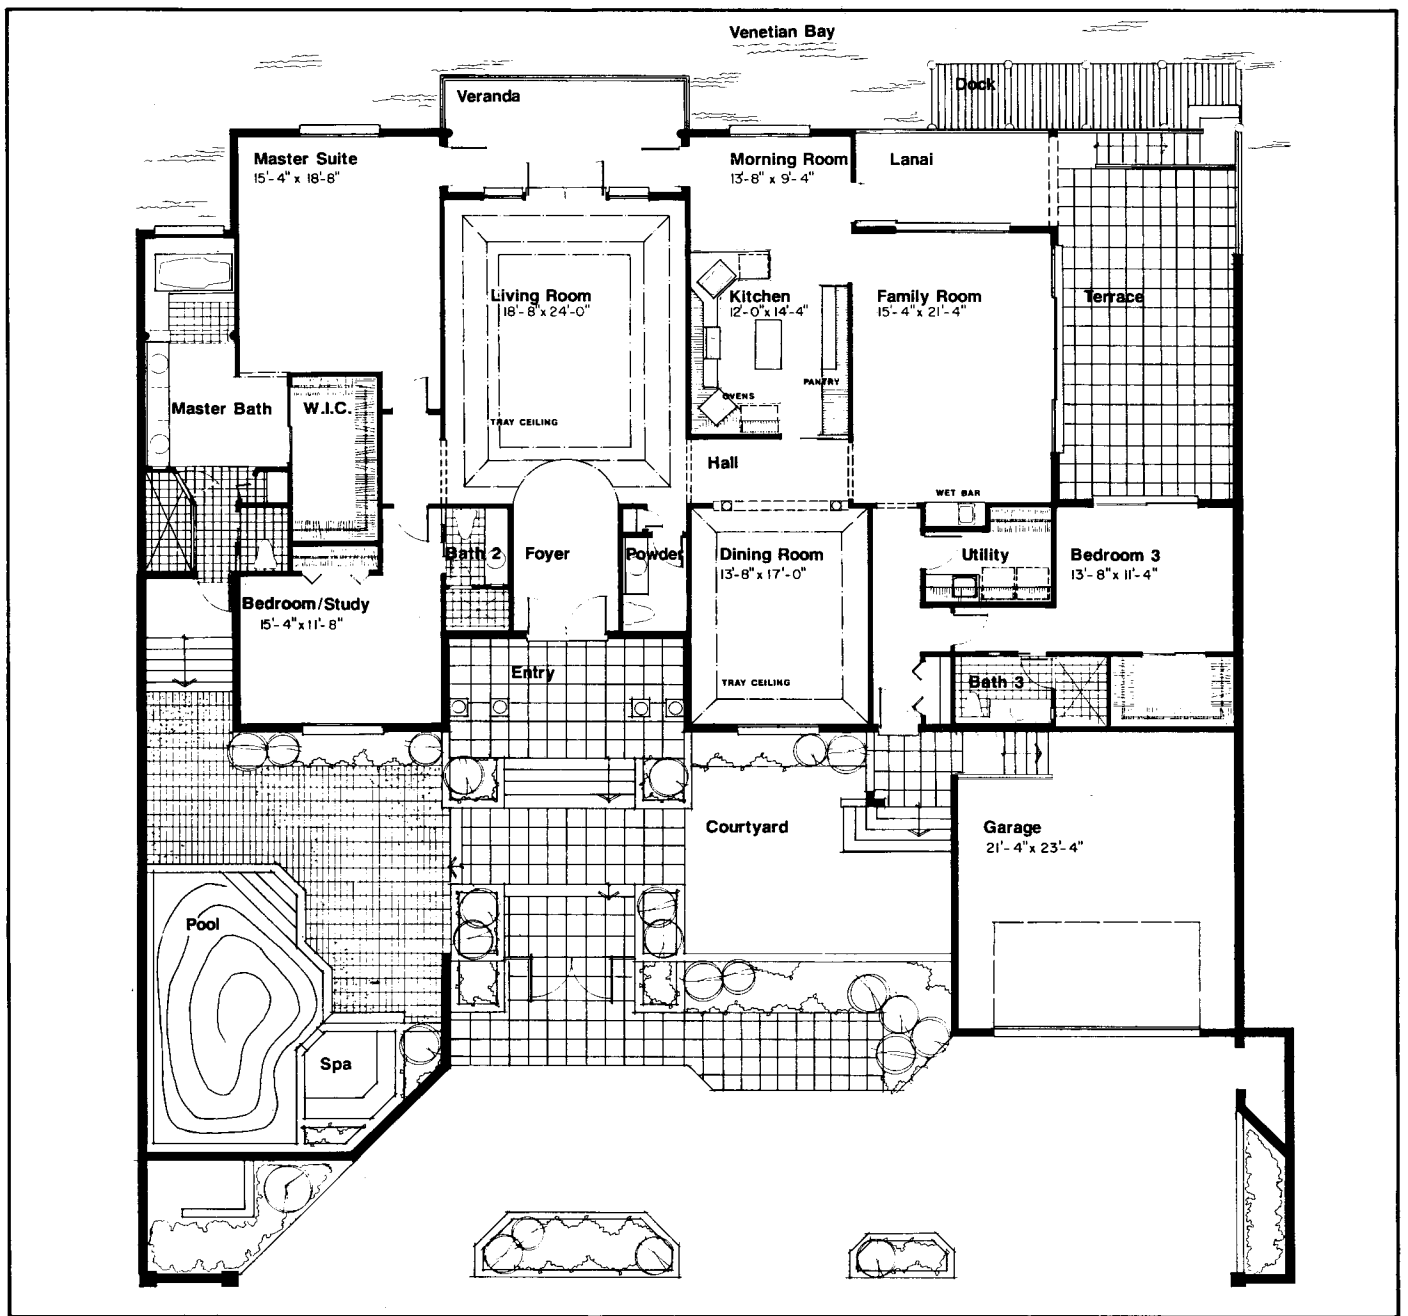 Venetian Bay
Dock
Veranda
Master Suite
15'-4" x 18'-8"
Morning Room
13'-8" x 9'-4"
Lanai
Living Room
18'-8" x 24'-0"
Kitchen
12'-0" x 14'-4"
Family Room
15'-4" x 21'-4"
Terrace
PANTRY
OVENS
Master Bath
W.I.C.
TRAY CEILING
Hall
WET BAR
Bath 2
Foyer
Powder
Dining Room
13'-8" x 17'-0"
Utility
Bedroom 3
13'-8" x 11'-4"
Bedroom/Study
15'-4" x 11'-8"
Entry
TRAY CEILING
Bath 3
Courtyard
Garage
21'-4" x 23'-4"
Pool
Spa